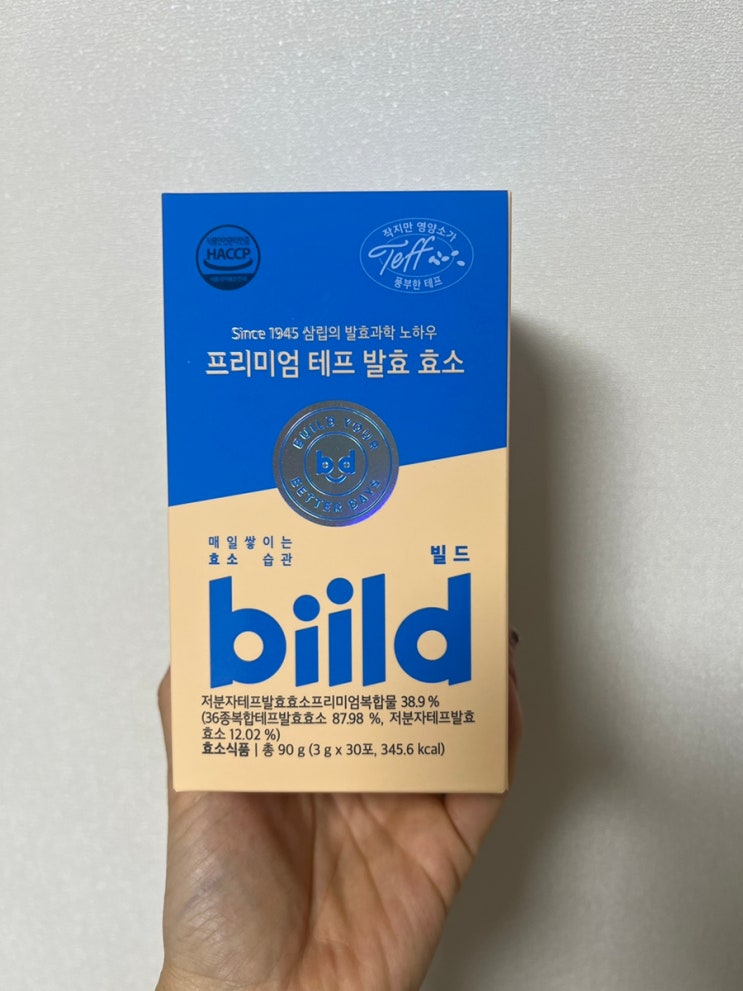 HACCP
작지만 영양소가
Teff
풍부한 테프
Since 1945 삼립의 발효과학 노하우
프리미엄 테프 발효 효소
BUILD YOUR
bd
BETTER DAYS
매일쌓이는
효소 습관
빌드
biild
저분자테프발효효소프리미엄복합물 38.9 %
(36종복합테프발효효소 87.98 %, 저분자테프발효
효소 12.02 %)
효소식품 | 총 90 g (3 g x 30포, 345.6 kcal)